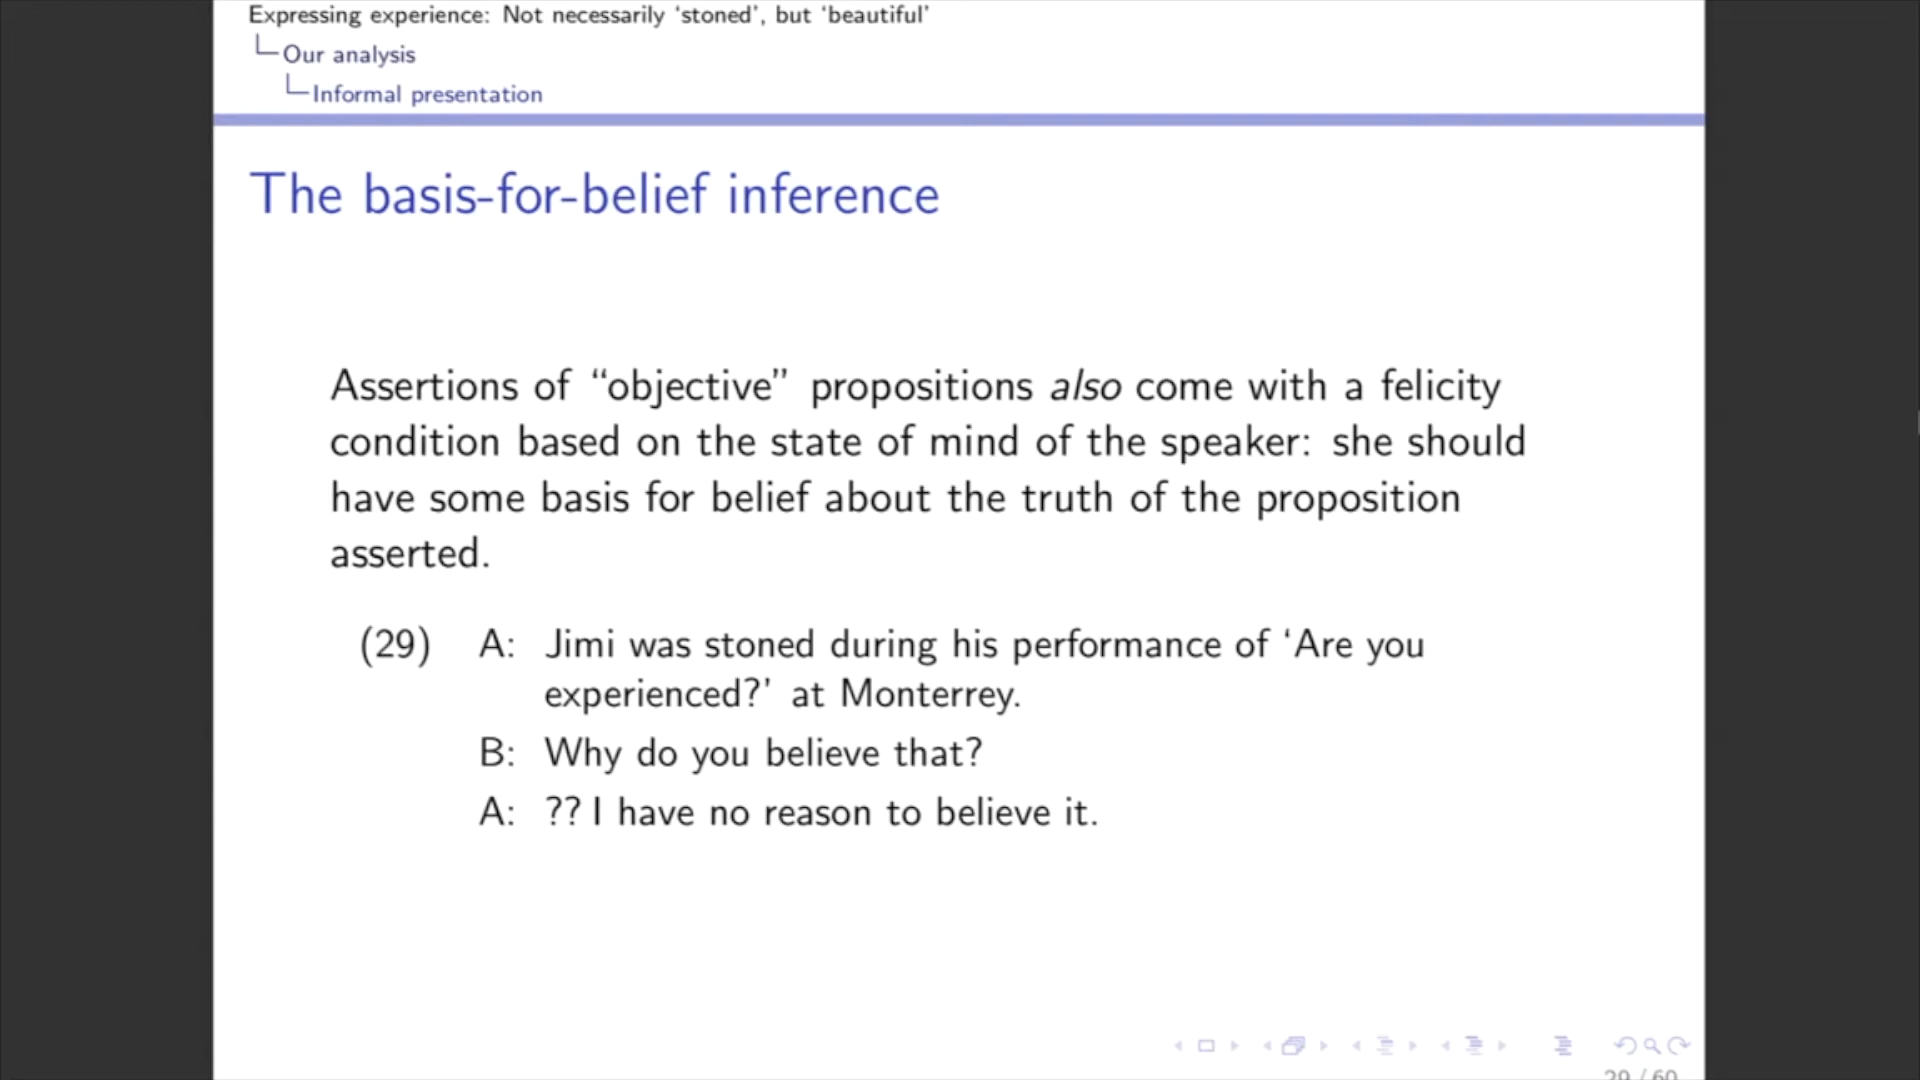 Expressing experience: Not necessarily ‘stoned’, but ‘beautiful’
Our analysis
Informal presentation
The basis-for-belief inference
Assertions of “objective” propositions also come with a felicity
condition based on the state of mind of the speaker: she should
have some basis for belief about the truth of the proposition
asserted.
(29) A: Jimi was stoned during his performance of ‘Are you
experienced?’ at Monterrey.
B: Why do you believe that?
A: ?? I have no reason to believe it.
29 / 60